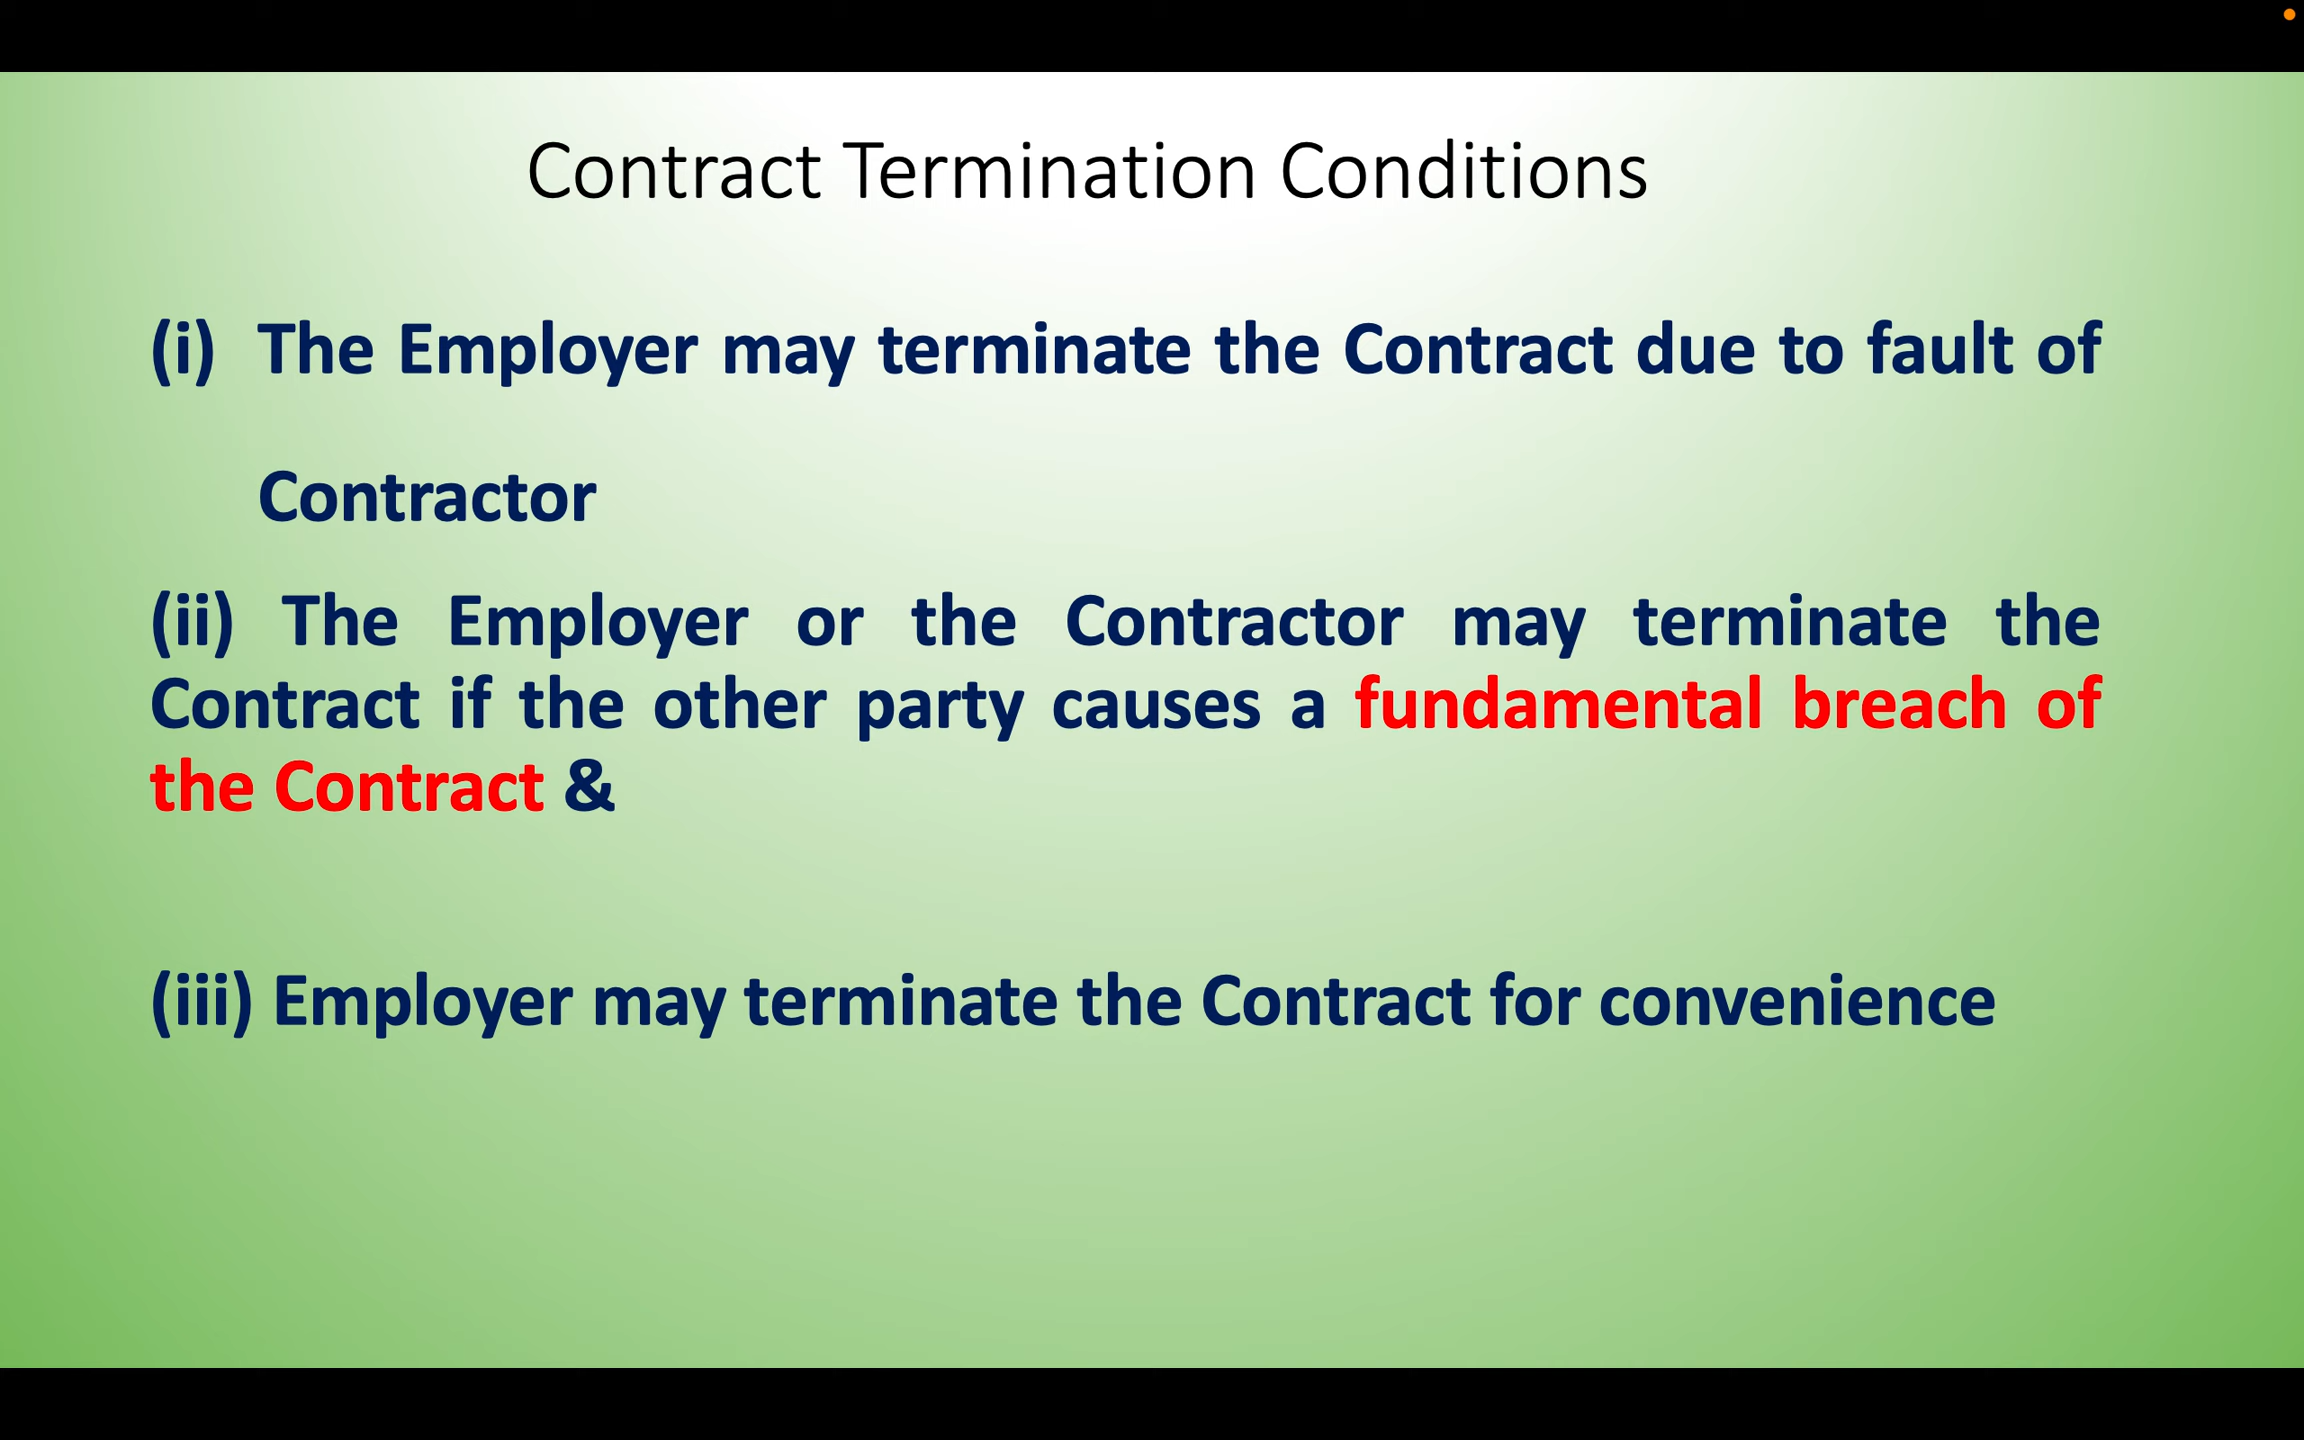 Contract Termination Conditions
(i) The Employer may terminate the Contract due to fault of
Contractor
(ii) The Employer or the Contractor may terminate the
Contract if the other party causes a fundamental breach of
the Contract &
(iii) Employer may terminate the Contract for convenience